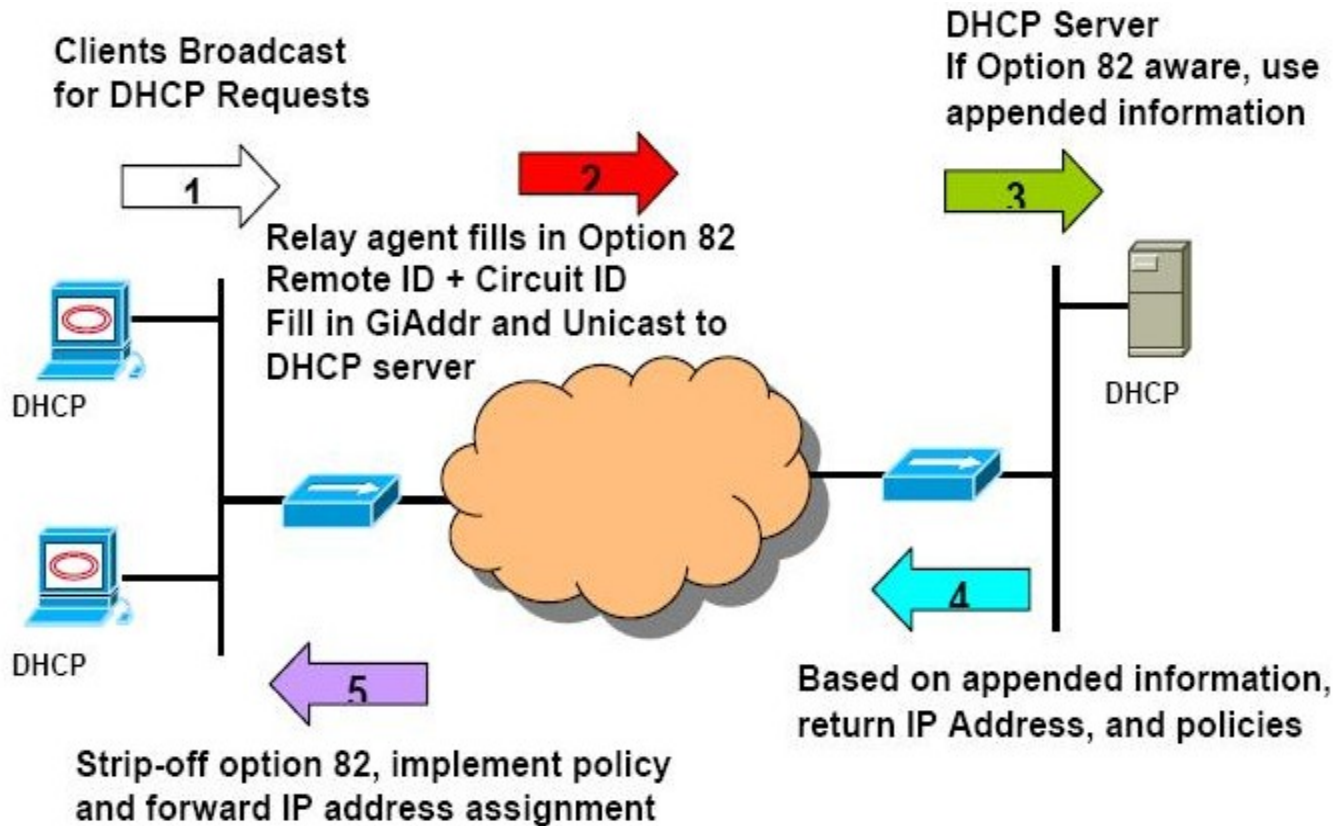 Clients Broadcast
for DHCP Requests
DHCP Server
If Option 82 aware, use
appended information
1
2
3
Relay agent fills in Option 82
Remote ID + Circuit ID
Fill in GiAddr and Unicast to
DHCP server
DHCP
DHCP
DHCP
4
5
Based on appended information,
return IP Address, and policies
Strip-off option 82, implement policy
and forward IP address assignment